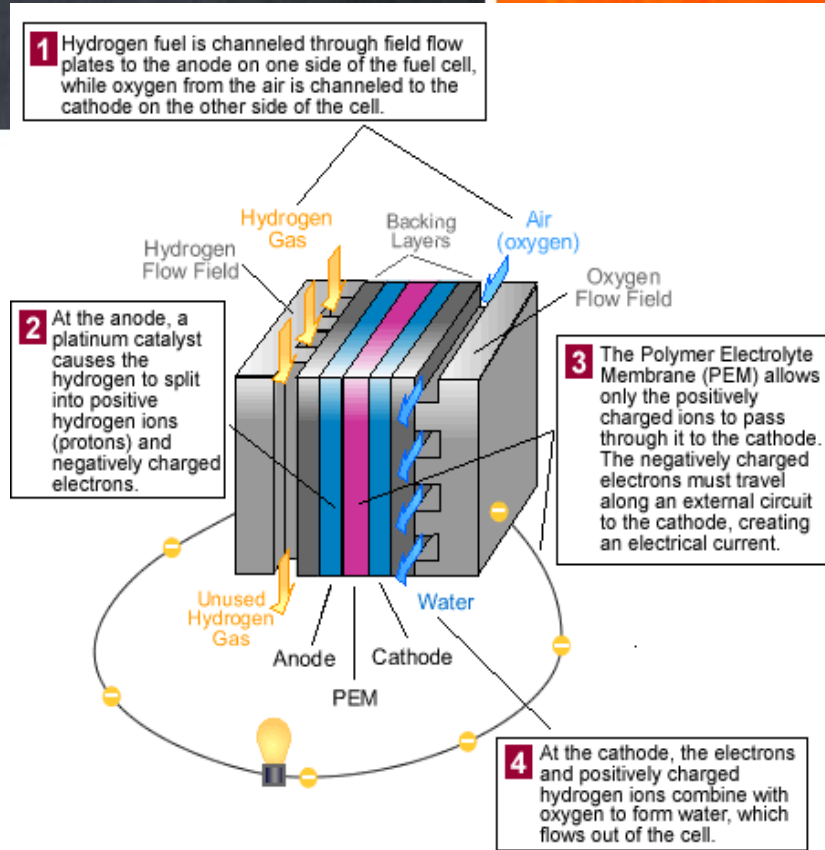 1 Hydrogen fuel is channeled through field flow
plates to the anode on one side of the fuel cell,
while oxygen from the air is channeled to the
cathode on the other side of the cell.
Hydrogen
Gas
Backing
Layers
Air
(oxygen)
Hydrogen
Flow Field
Oxygen
Flow Field
2 At the anode, a
platinum catalyst
causes the
hydrogen to split
into positive
hydrogen ions
(protons) and
negatively charged
electrons.
3 The Polymer Electrolyte
Membrane (PEM) allows
only the positively
charged ions to pass
through it to the cathode.
The negatively charged
electrons must travel
along an external circuit
to the cathode, creating
an electrical current.
Unused
Hydrogen
Gas
Water
Anode
Cathode
PEM
4 At the cathode, the electrons
and positively charged
hydrogen ions combine with
oxygen to form water, which
flows out of the cell.